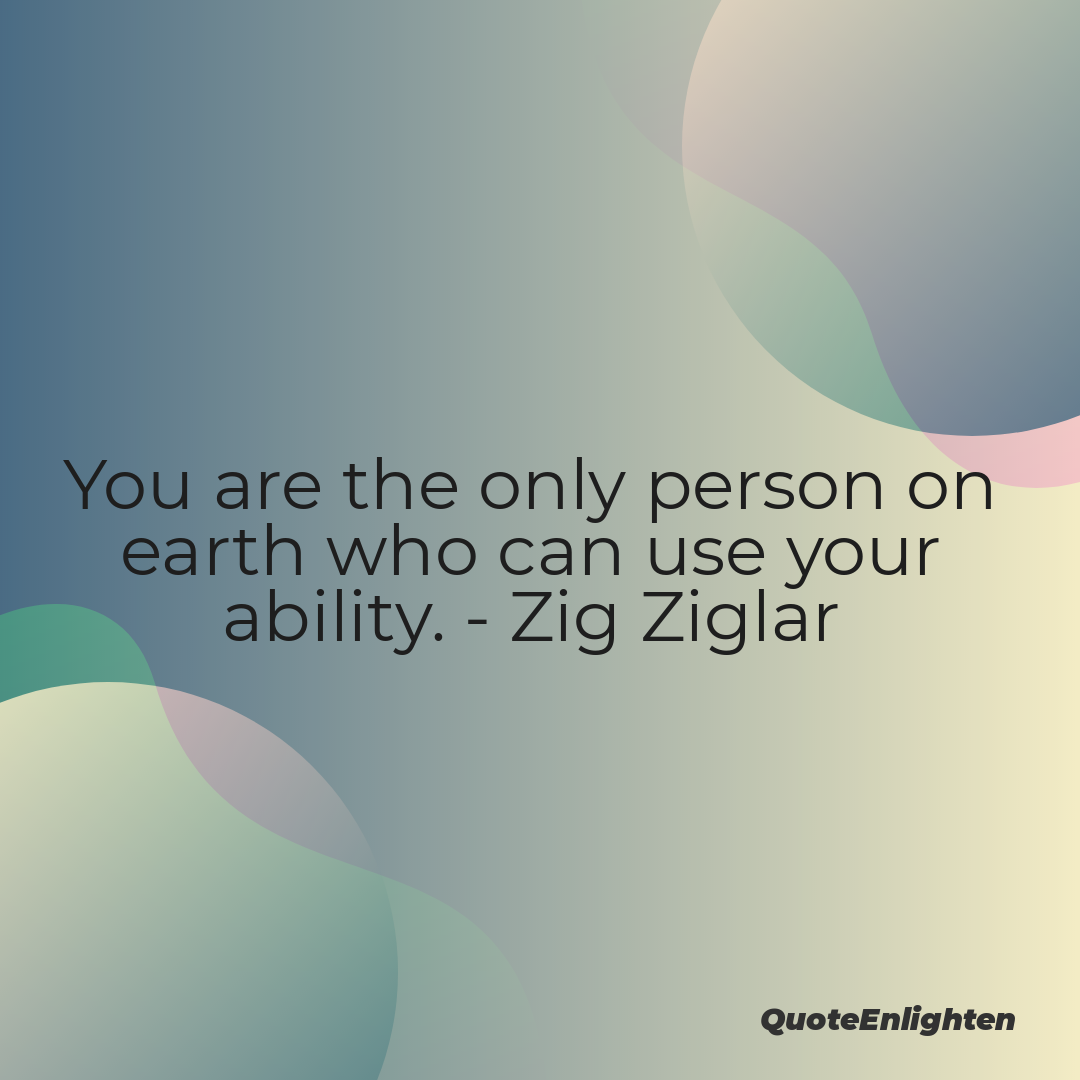 You are the only person on
earth who can use your
ability. - Zig Ziglar
QuoteEnlighten